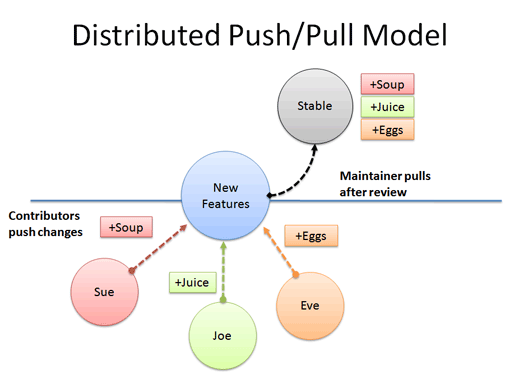 Distributed Push/Pull Model
Stable
+Soup
+Juice
+Eggs
New
Features
Maintainer pulls
after review
Contributors
push changes
+Soup
+Eggs
+Juice
Sue
Joe
Eve